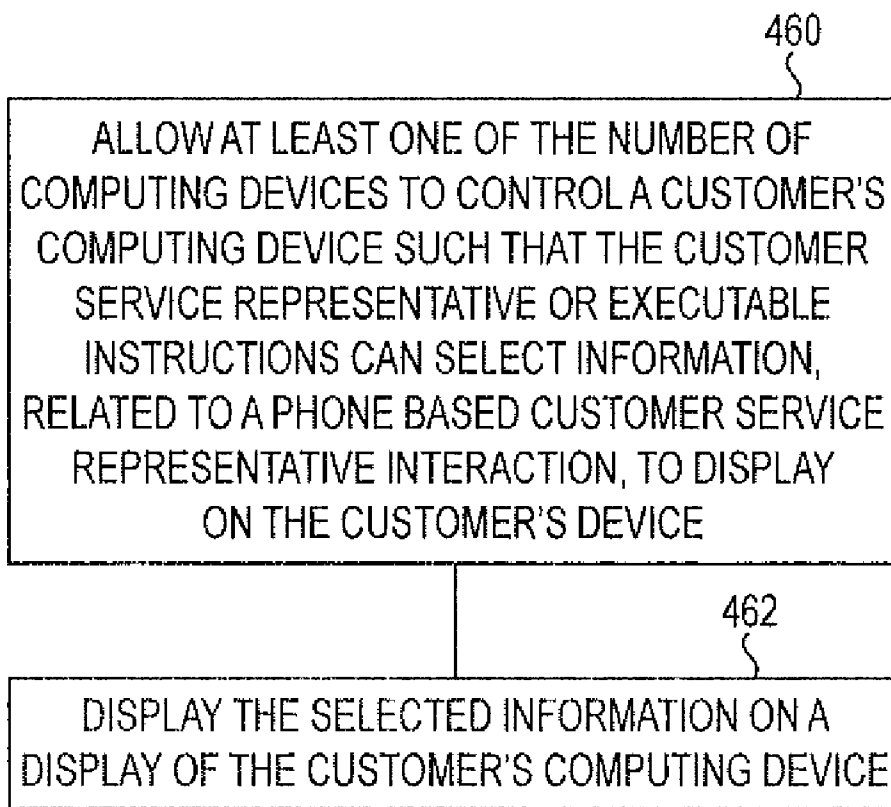 460
ALLOW AT LEAST ONE OF THE NUMBER OF
COMPUTING DEVICES TO CONTROL A CUSTOMER'S
COMPUTING DEVICE SUCH THAT THE CUSTOMER
SERVICE REPRESENTATIVE OR EXECUTABLE
INSTRUCTIONS CAN SELECT INFORMATION,
RELATED TO A PHONE BASED CUSTOMER SERVICE
REPRESENTATIVE INTERACTION, TO DISPLAY
ON THE CUSTOMER'S DEVICE
462
DISPLAY THE SELECTED INFORMATION ON A
DISPLAY OF THE CUSTOMER'S COMPUTING DEVICE